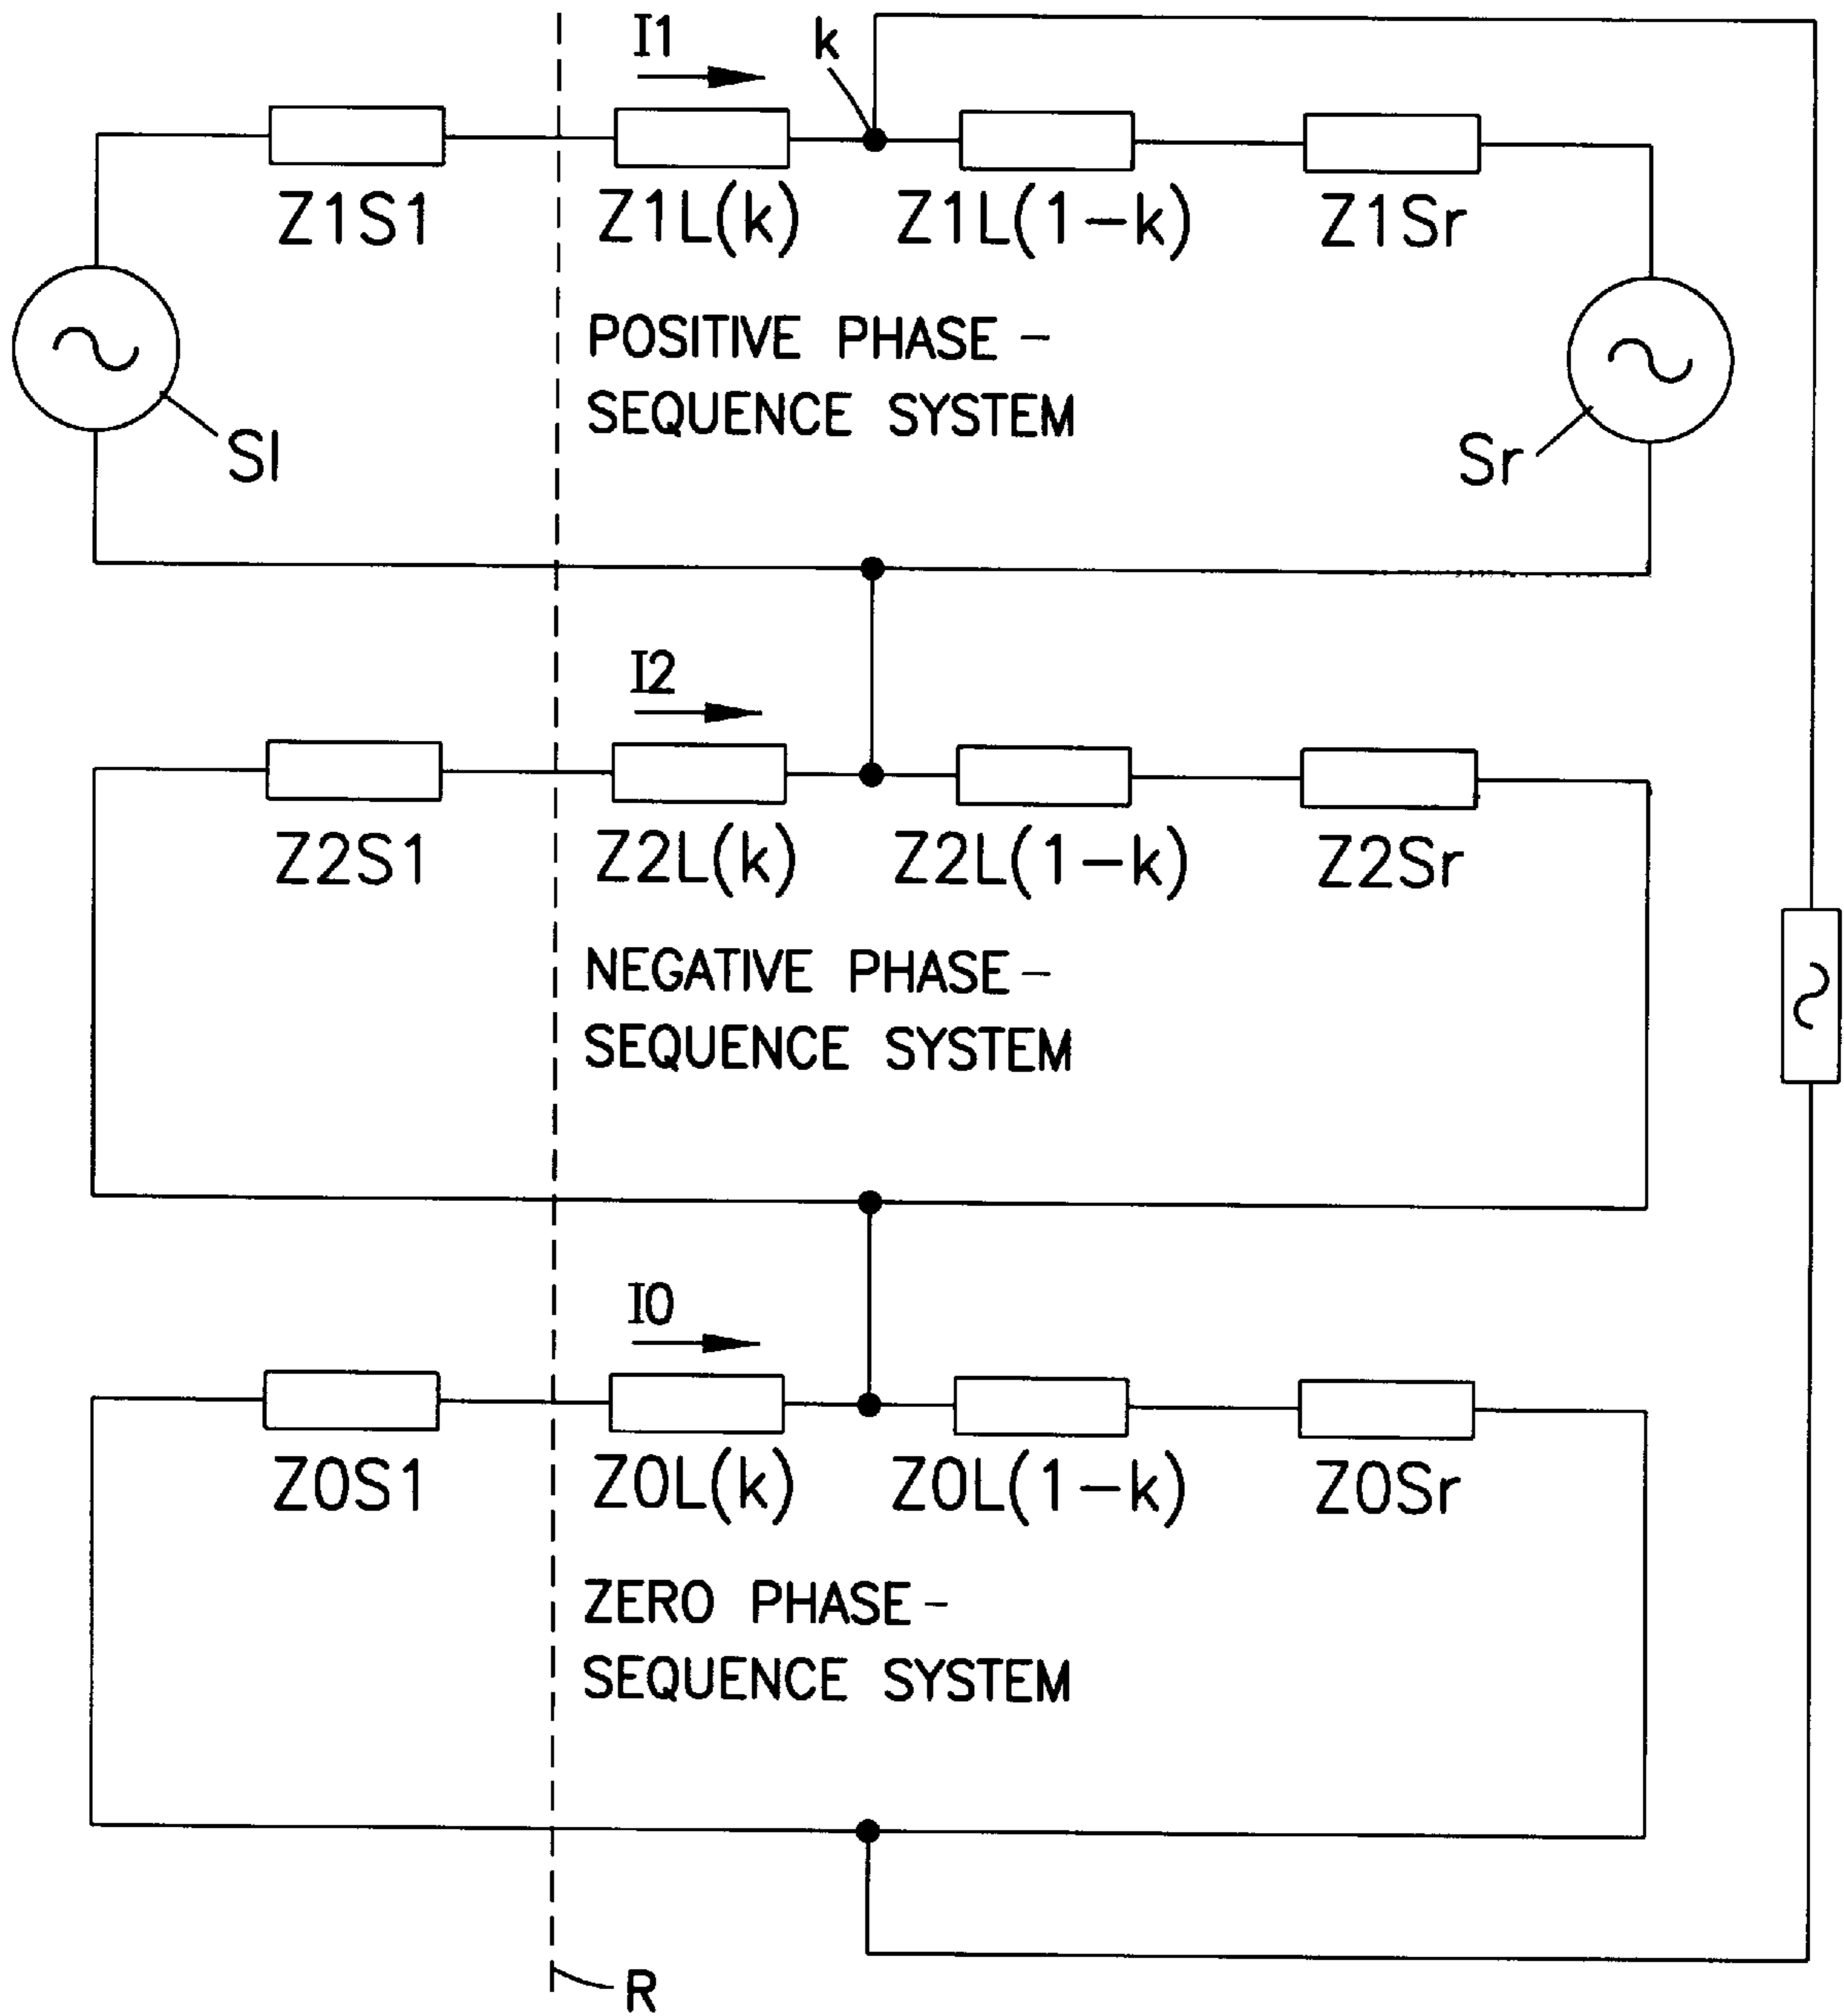 I1
k
Z1S1
Z1L(k)
Z1L(1-k)
Z1Sr
POSITIVE PHASE-
SEQUENCE SYSTEM
Sl
Sr
I2
Z2S1
Z2L(k)
Z2L(1-k)
Z2Sr
NEGATIVE PHASE-
SEQUENCE SYSTEM
I0
Z0S1
Z0L(k)
Z0L(1-k)
Z0Sr
ZERO PHASE-
SEQUENCE SYSTEM
R